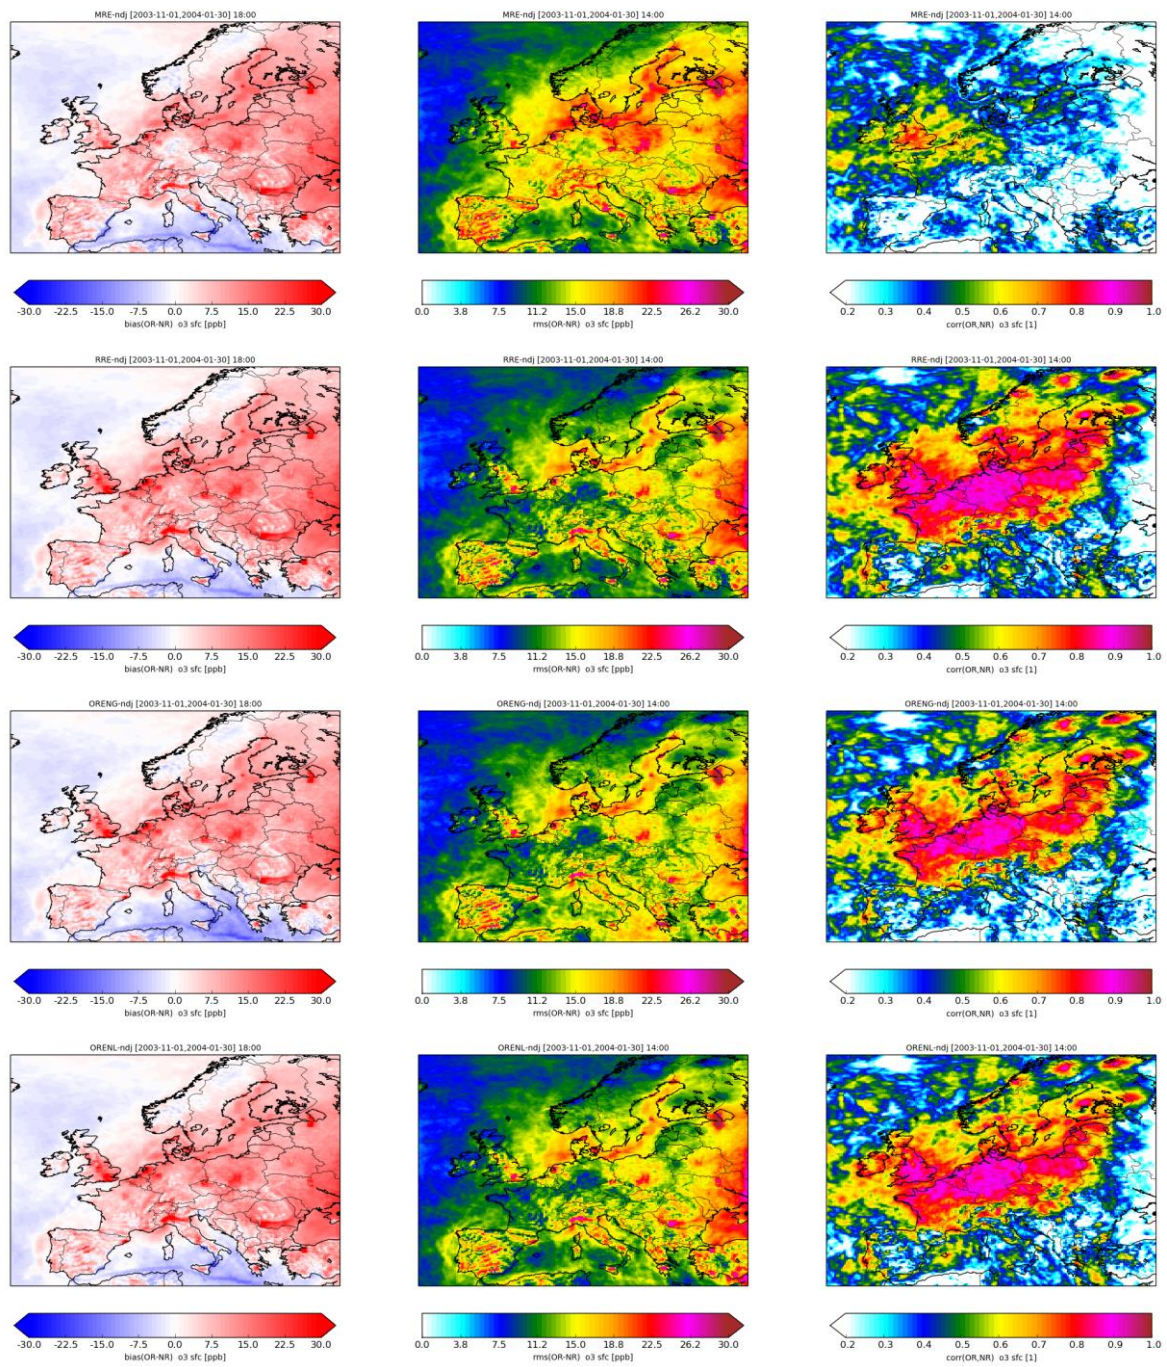 MRE-ndj [2003-11-01,2004-01-30] 18:00
MRE-ndj [2003-11-01,2004-01-30] 14:00
MRE-ndj [2003-11-01,2004-01-30] 14:00
-30.0 -22.5 -15.0 -7.5 0.0 7.5 15.0 22.5 30.0
bias(OR-NR) o3 sfc [ppb]
0.0 3.8 7.5 11.2 15.0 18.8 22.5 26.2 30.0
rms(OR-NR) o3 sfc [ppb]
0.2 0.3 0.4 0.5 0.6 0.7 0.8 0.9 1.0
corr(OR,NR) o3 sfc [1]
RRE-ndj [2003-11-01,2004-01-30] 18:00
RRE-ndj [2003-11-01,2004-01-30] 14:00
RRE-ndj [2003-11-01,2004-01-30] 14:00
-30.0 -22.5 -15.0 -7.5 0.0 7.5 15.0 22.5 30.0
bias(OR-NR) o3 sfc [ppb]
0.0 3.8 7.5 11.2 15.0 18.8 22.5 26.2 30.0
rms(OR-NR) o3 sfc [ppb]
0.2 0.3 0.4 0.5 0.6 0.7 0.8 0.9 1.0
corr(OR,NR) o3 sfc [1]
ORENG-ndj [2003-11-01,2004-01-30] 18:00
ORENG-ndj [2003-11-01,2004-01-30] 14:00
ORENG-ndj [2003-11-01,2004-01-30] 14:00
-30.0 -22.5 -15.0 -7.5 0.0 7.5 15.0 22.5 30.0
bias(OR-NR) o3 sfc [ppb]
0.0 3.8 7.5 11.2 15.0 18.8 22.5 26.2 30.0
rms(OR-NR) o3 sfc [ppb]
0.2 0.3 0.4 0.5 0.6 0.7 0.8 0.9 1.0
corr(OR,NR) o3 sfc [1]
ORENL-ndj [2003-11-01,2004-01-30] 18:00
ORENL-ndj [2003-11-01,2004-01-30] 14:00
ORENL-ndj [2003-11-01,2004-01-30] 14:00
-30.0 -22.5 -15.0 -7.5 0.0 7.5 15.0 22.5 30.0
bias(OR-NR) o3 sfc [ppb]
0.0 3.8 7.5 11.2 15.0 18.8 22.5 26.2 30.0
rms(OR-NR) o3 sfc [ppb]
0.2 0.3 0.4 0.5 0.6 0.7 0.8 0.9 1.0
corr(OR,NR) o3 sfc [1]